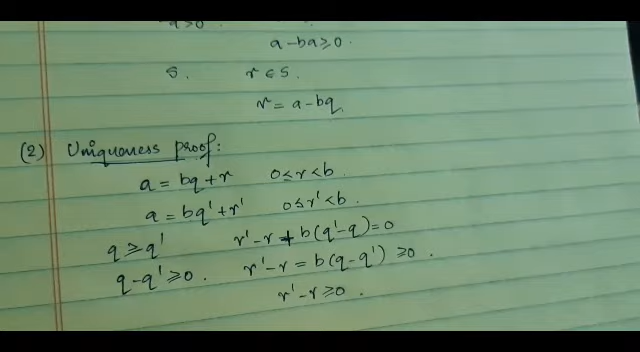 a - ba ≥ 0.
S. r ∈ S.
r = a - bq.
(2) Uniqueness proof:
a = bq + r 0 ≤ r < b.
a = bq' + r' 0 ≤ r' < b.
q ≥ q' r' - r + b(q' - q) = 0
q - q' ≥ 0. r' - r = b(q - q') ≥ 0.
r' - r ≥ 0.